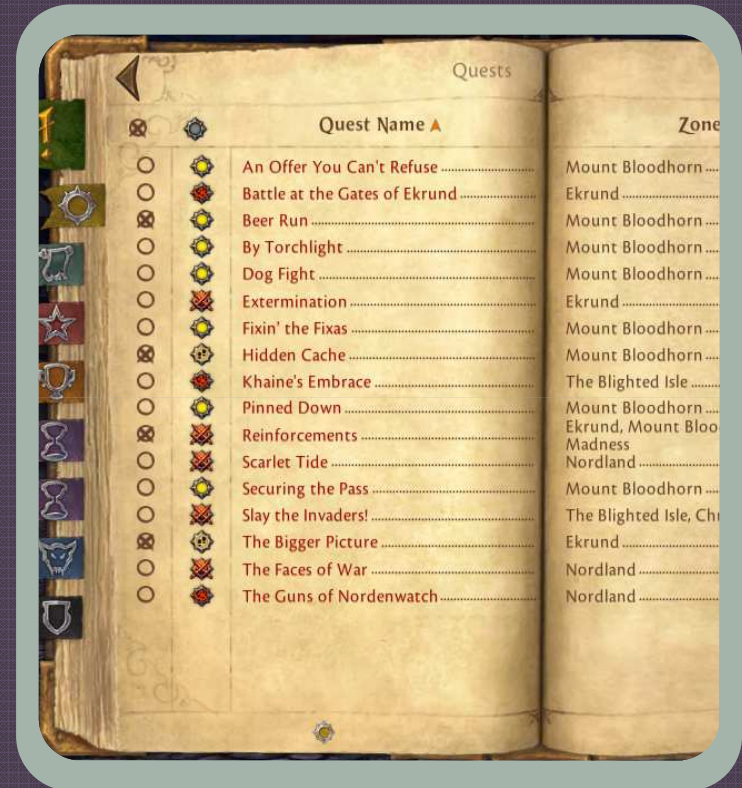 Quests
Quest Name
Zone
An Offer You Can't Refuse
Mount Bloodhorn
Battle at the Gates of Ekrund
Ekrund
Beer Run
Mount Bloodhorn
By Torchlight
Mount Bloodhorn
Dog Fight
Mount Bloodhorn
Extermination
Ekrund
Fixin' the Fixas
Mount Bloodhorn
Hidden Cache
Mount Bloodhorn
Khaine's Embrace
The Blighted Isle
Pinned Down
Mount Bloodhorn
Reinforcements
Ekrund, Mount Bloo
Madness
Scarlet Tide
Nordland
Securing the Pass
Mount Bloodhorn
Slay the Invaders!
The Blighted Isle, Chr
The Bigger Picture
Ekrund
The Faces of War
Nordland
The Guns of Nordenwatch
Nordland